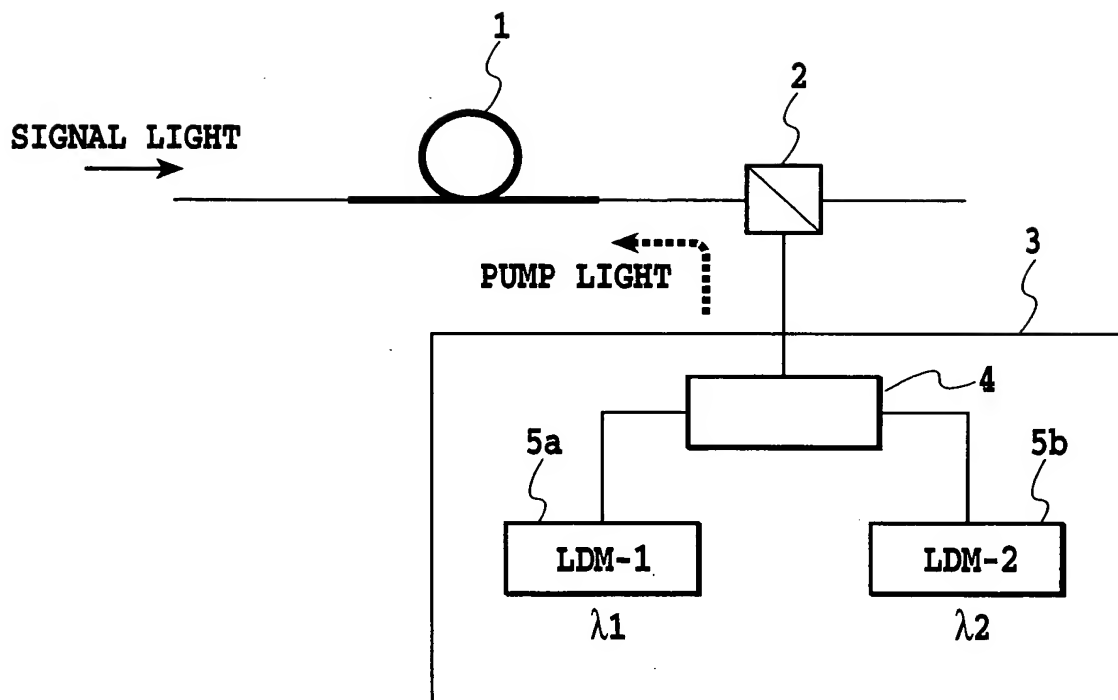 1
2
SIGNAL LIGHT
3
PUMP LIGHT
4
5a
5b
LDM-1
LDM-2
λ1
λ2